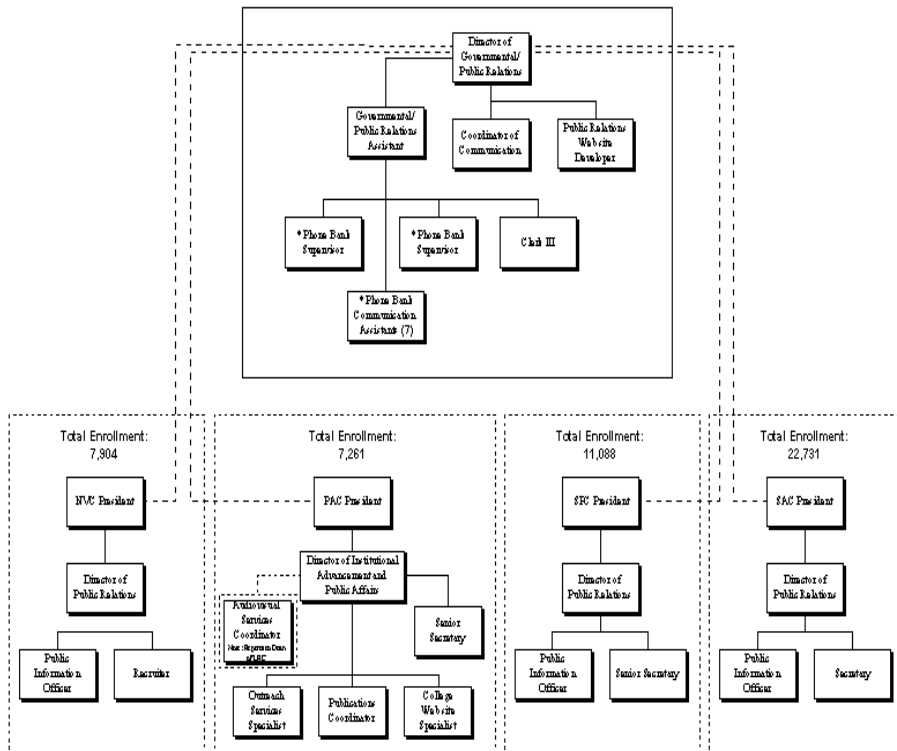 Director of
Governmental/
Public Relations
Governmental/
Public Relations
Assistant
Coordinator of
Communication
Public Relations
Website
Developer
*Phone Bank
Supervisor
*Phone Bank
Supervisor
Clerk III
*Phone Bank
Communication
Assistants (7)
Total Enrollment:
7,904
NVC President
Director of
Public Relations
Public
Information
Officer
Recruiter
Total Enrollment:
7,261
PAC President
Director of Institutional
Advancement and
Public Affairs
Audiovisual
Services
Coordinator
Senior
Secretary
Outreach
Services
Specialist
Publications
Coordinator
College
Website
Specialist
Total Enrollment:
11,088
SPC President
Director of
Public Relations
Public
Information
Officer
Senior Secretary
Total Enrollment:
22,731
SAC President
Director of
Public Relations
Public
Information
Officer
Secretary